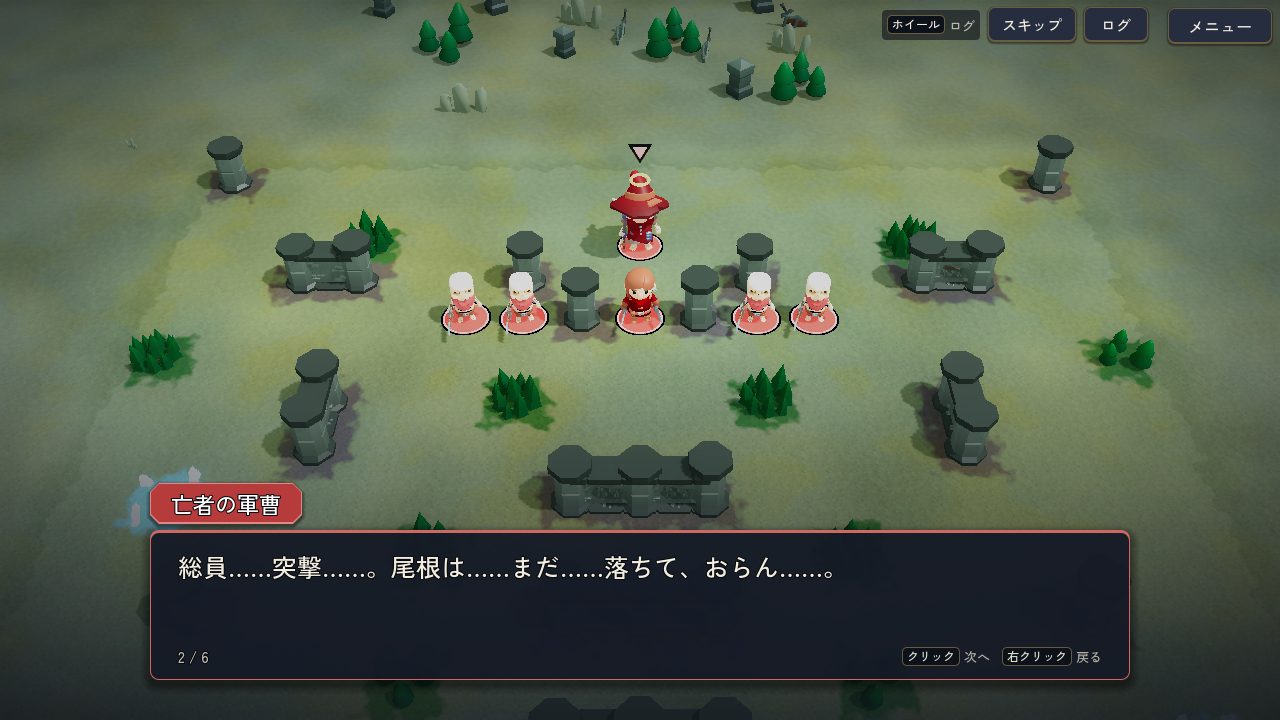 ホイール ログ スキップ ログ メニュー
亡者の軍曹
総員……突撃……。尾根は……まだ……落ちて、おらん……。
2 / 6
クリック 次へ 右クリック 戻る